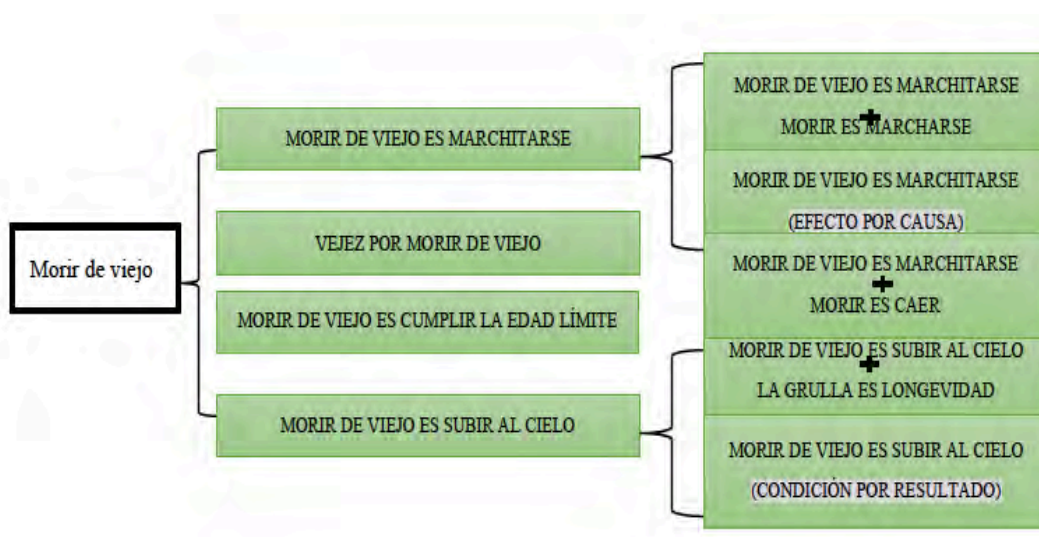 Morir de viejo
MORIR DE VIEJO ES MARCHITARSE
VEJEZ POR MORIR DE VIEJO
MORIR DE VIEJO ES CUMPLIR LA EDAD LÍMITE
MORIR DE VIEJO ES SUBIR AL CIELO
MORIR DE VIEJO ES MARCHITARSE
+
MORIR ES MARCHARSE
MORIR DE VIEJO ES MARCHITARSE
(EFECTO POR CAUSA)
MORIR DE VIEJO ES MARCHITARSE
+
MORIR ES CAER
MORIR DE VIEJO ES SUBIR AL CIELO
+
LA GRULLA ES LONGEVIDAD
MORIR DE VIEJO ES SUBIR AL CIELO
(CONDICIÓN POR RESULTADO)